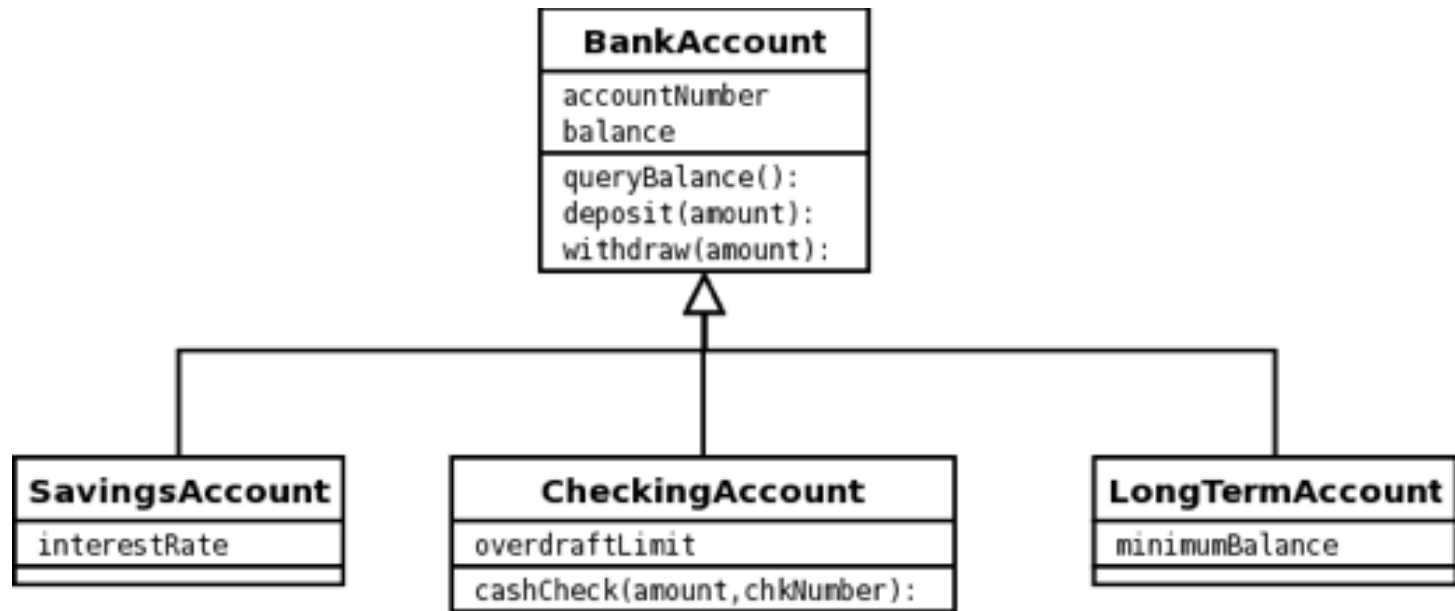 BankAccount
accountNumber
balance
queryBalance():
deposit(amount):
withdraw(amount):
SavingsAccount
interestRate
CheckingAccount
overdraftLimit
cashCheck(amount,chkNumber):
LongTermAccount
minimumBalance